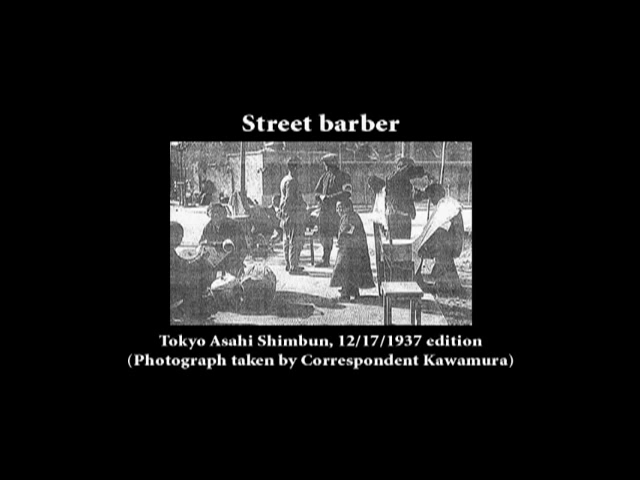 Street barber
Tokyo Asahi Shimbun, 12/17/1937 edition
(Photograph taken by Correspondent Kawamura)